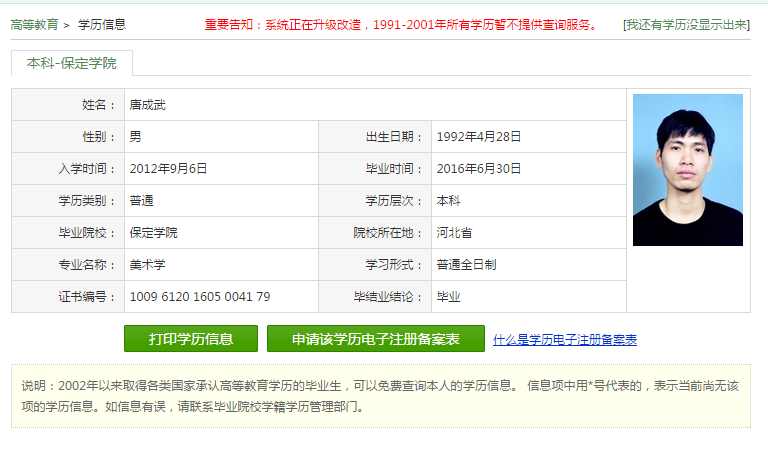 高等教育 > 学历信息 重要告知：系统正在升级改造，1991-2001年所有学历暂不提供查询服务。 [我还有学历没显示出来]
本科-保定学院
姓名： 唐成武
性别： 男 出生日期： 1992年4月28日
入学时间： 2012年9月6日 毕业时间： 2016年6月30日
学历类别： 普通 学历层次： 本科
毕业院校： 保定学院 院校所在地： 河北省
专业名称： 美术学 学习形式： 普通全日制
证书编号： 1009 6120 1605 0041 79 毕结业结论： 毕业
打印学历信息 申请该学历电子注册备案表 什么是学历电子注册备案表
说明：2002年以来取得各类国家承认高等教育学历的毕业生，可以免费查询本人的学历信息。 信息项中用*号代表的，表示当前尚无该
项的学历信息。如信息有误，请联系毕业院校学籍学历管理部门。